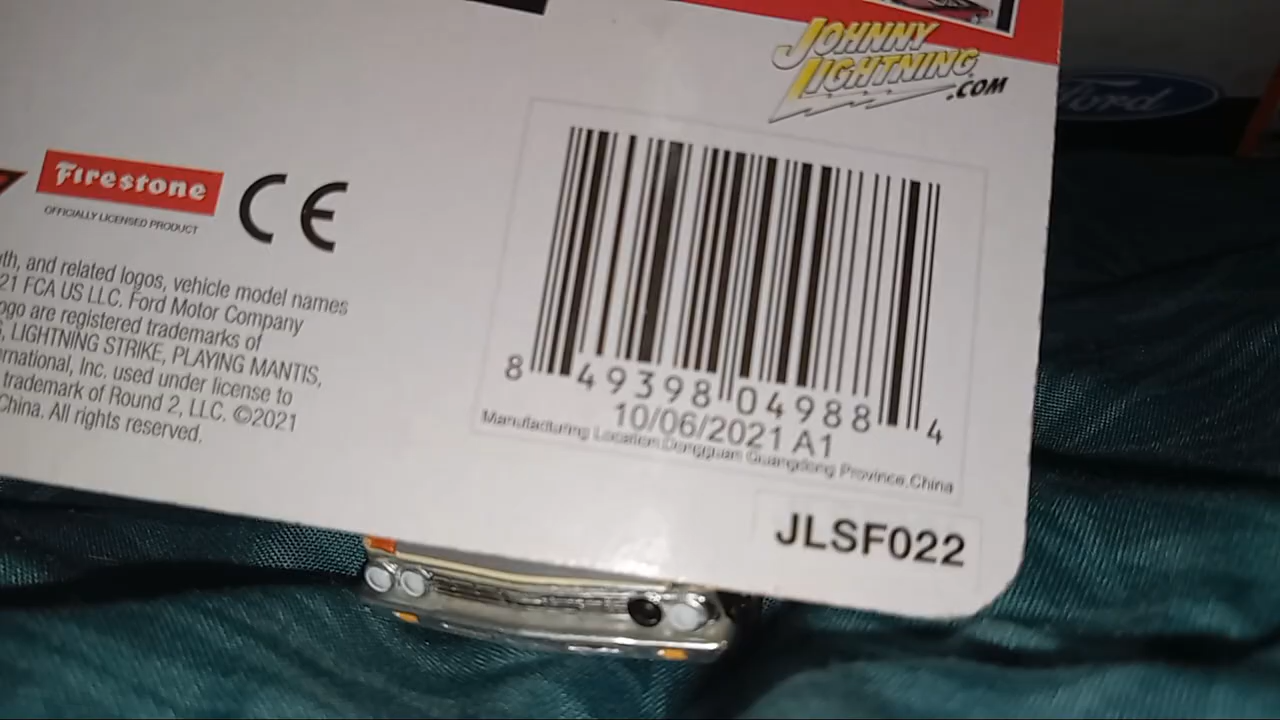 JOHNNY
LIGHTNING
.COM
Ford
Firestone
OFFICIALLY LICENSED PRODUCT
CE
th, and related logos, vehicle model names
21 FCA US LLC. Ford Motor Company
ogo are registered trademarks of
, LIGHTNING STRIKE, PLAYING MANTIS,
rnational, Inc. used under license to
trademark of Round 2, LLC. ©2021
China. All rights reserved.
8 49398 04988 4
10/06/2021 A1
Manufacturing Location:Dongguan Guangdong Province,China
JLSF022